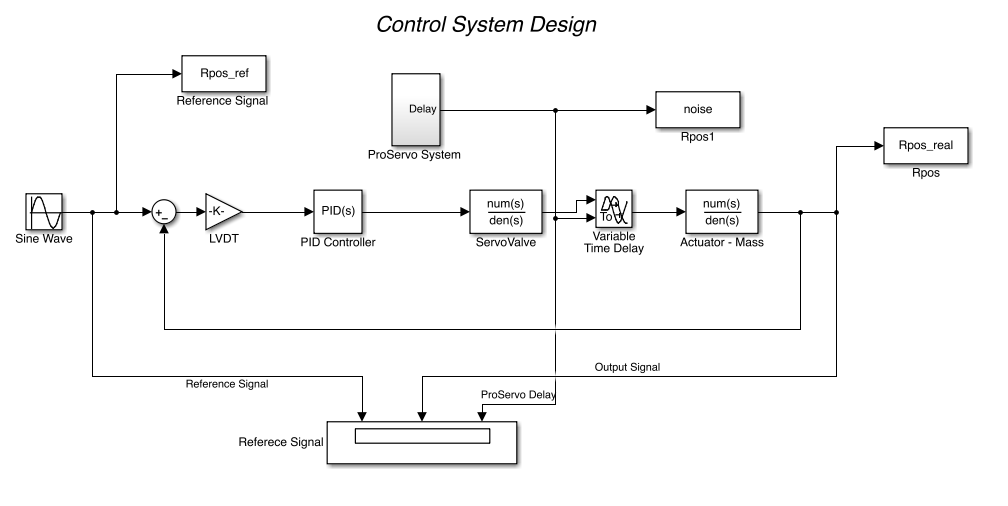 Control System Design
Rpos_ref
Reference Signal
Delay
ProServo System
noise
Rpos1
Rpos_real
Rpos
Sine Wave
+
−
-K-
LVDT
PID(s)
PID Controller
num(s)
den(s)
ServoValve
To
Variable
Time Delay
num(s)
den(s)
Actuator - Mass
Reference Signal
Output Signal
ProServo Delay
Referece Signal